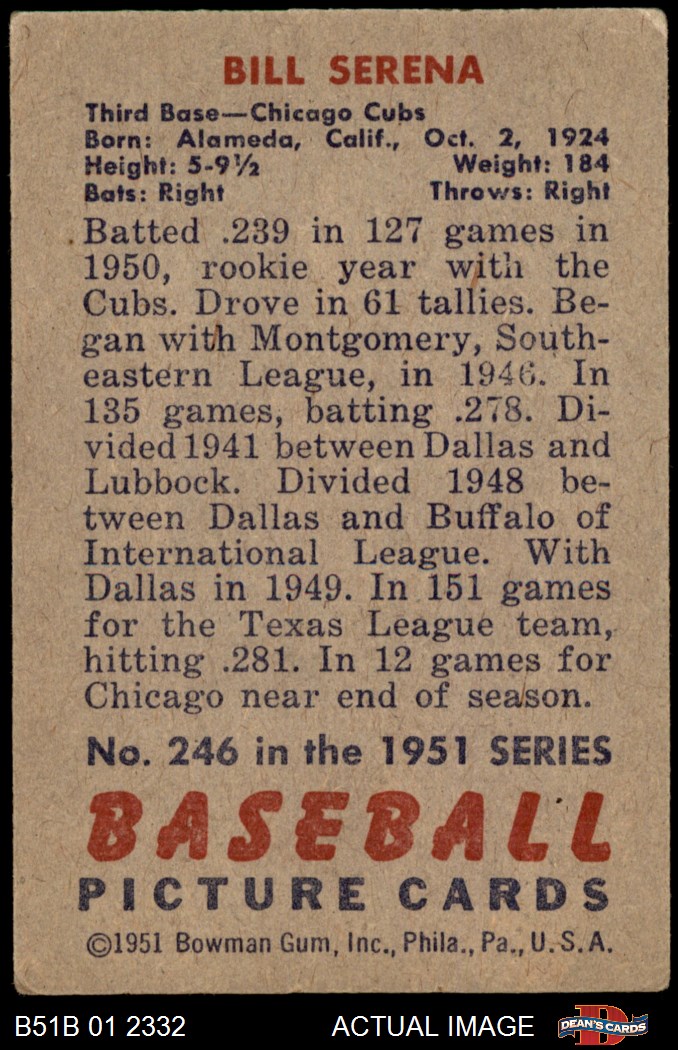 BILL SERENA
Third Base—Chicago Cubs
Born: Alameda, Calif., Oct. 2, 1924
Height: 5-9½ Weight: 184
Bats: Right Throws: Right
Batted .239 in 127 games in
1950, rookie year with the
Cubs. Drove in 61 tallies. Be-
gan with Montgomery, South-
eastern League, in 1946. In
135 games, batting .278. Di-
vided 1941 between Dallas and
Lubbock. Divided 1948 be-
tween Dallas and Buffalo of
International League. With
Dallas in 1949. In 151 games
for the Texas League team,
hitting .281. In 12 games for
Chicago near end of season.
No. 246 in the 1951 SERIES
BASEBALL
PICTURE CARDS
©1951 Bowman Gum, Inc., Phila., Pa., U.S.A.
B51B 01 2332 ACTUAL IMAGE D DEAN'S CARDS